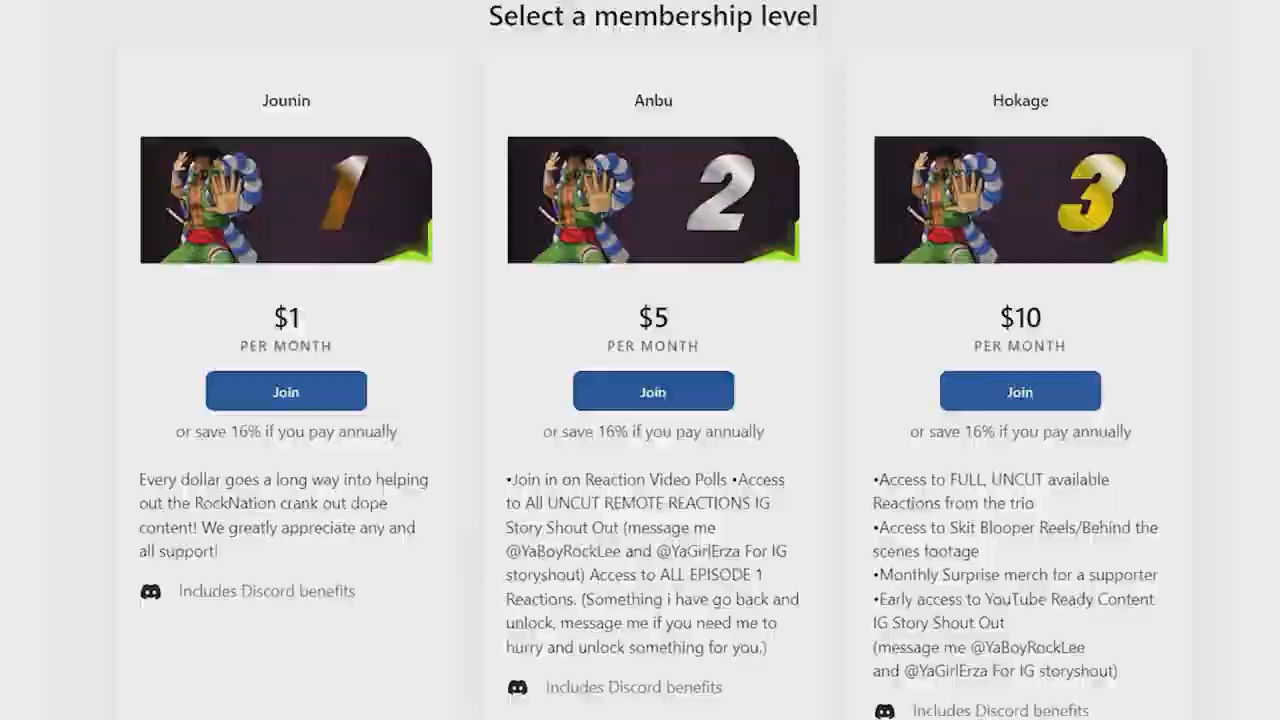 Select a membership level
Jounin
1
$1
PER MONTH
Join
or save 16% if you pay annually
Every dollar goes a long way into helping
out the RockNation crank out dope
content! We greatly appreciate any and
all support!
Includes Discord benefits
Anbu
2
$5
PER MONTH
Join
or save 16% if you pay annually
•Join in on Reaction Video Polls •Access
to All UNCUT REMOTE REACTIONS IG
Story Shout Out (message me
@YaBoyRockLee and @YaGirlErza For IG
storyshout) Access to ALL EPISODE 1
Reactions. (Something i have go back and
unlock, message me if you need me to
hurry and unlock something for you.)
Includes Discord benefits
Hokage
3
$10
PER MONTH
Join
or save 16% if you pay annually
•Access to FULL, UNCUT available
Reactions from the trio
•Access to Skit Blooper Reels/Behind the
scenes footage
•Monthly Surprise merch for a supporter
•Early access to YouTube Ready Content
IG Story Shout Out
(message me @YaBoyRockLee
and @YaGirlErza For IG storyshout)
Includes Discord benefits